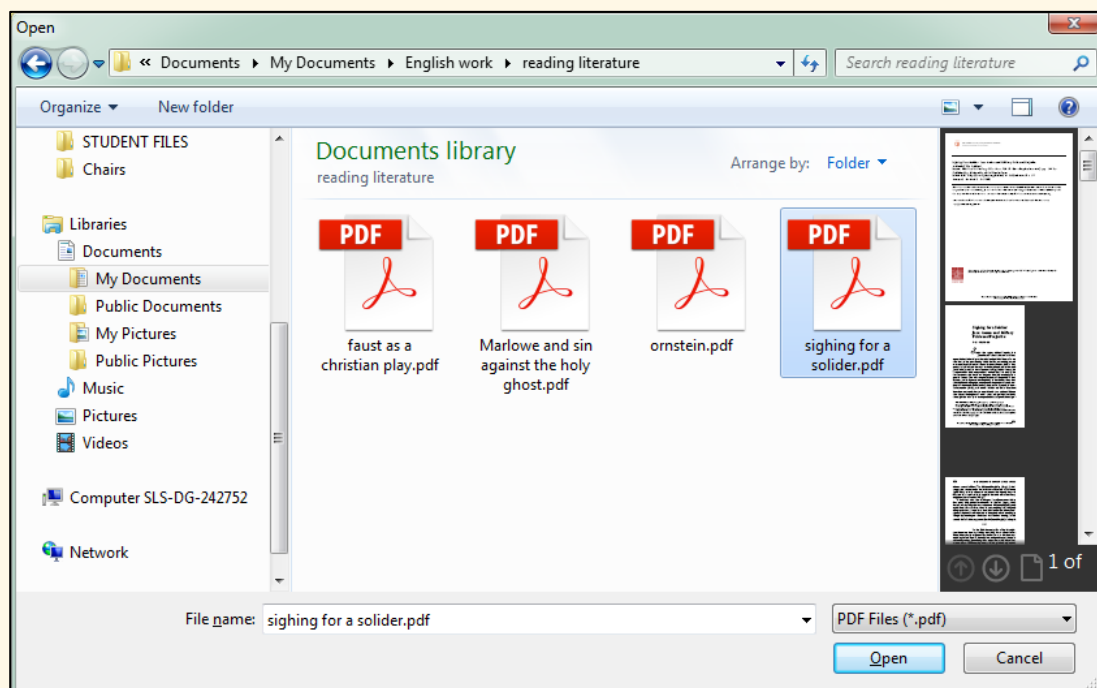 Open
« Documents ▸ My Documents ▸ English work ▸ reading literature
Search reading literature
Organize
New folder
STUDENT FILES
Chairs
Libraries
Documents
My Documents
Public Documents
My Pictures
Public Pictures
Music
Pictures
Videos
Computer SLS-DG-242752
Network
Documents library
reading literature
Arrange by: Folder
PDF
faust as a
christian play.pdf
PDF
Marlowe and sin
against the holy
ghost.pdf
PDF
ornstein.pdf
PDF
sighing for a
solider.pdf
1 of
File name: sighing for a solider.pdf
PDF Files (*.pdf)
Open
Cancel